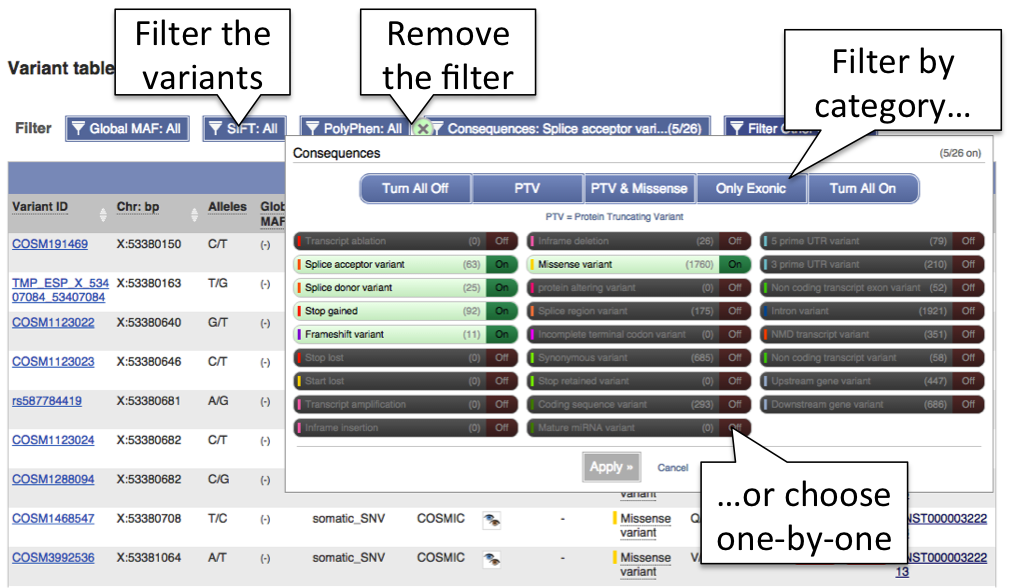 Filter the
variants
Remove
the filter
Filter by
category...
Variant table
Filter
Global MAF: All
SIFT: All
PolyPhen: All
Consequences: Splice acceptor vari...(5/26)
Filter Other
Consequences
(5/26 on)
Turn All Off
PTV
PTV & Missense
Only Exonic
Turn All On
PTV = Protein Truncating Variant
Transcript ablation (0) Off
Inframe deletion (26) Off
5 prime UTR variant (79) Off
Splice acceptor variant (63) On
Missense variant (1760) On
3 prime UTR variant (210) Off
Splice donor variant (25) On
protein altering variant (0) Off
Non coding transcript exon variant (52) Off
Stop gained (92) On
Splice region variant (175) Off
Intron variant (1921) Off
Frameshift variant (11) On
Incomplete terminal codon variant (0) Off
NMD transcript variant (351) Off
Stop lost (0) Off
Synonymous variant (685) Off
Non coding transcript variant (58) Off
Start lost (0) Off
Stop retained variant (0) Off
Upstream gene variant (447) Off
Transcript amplification (0) Off
Coding sequence variant (293) Off
Downstream gene variant (686) Off
Inframe insertion (0) Off
Mature miRNA variant (0) Off
Apply »
Cancel
...or choose
one-by-one
Variant ID Chr: bp Alleles Glob
MAF
COSM191469 X:53380150 C/T (-)
TMP_ESP_X_534
07084_53407084 X:53380163 T/G (-)
COSM1123022 X:53380640 G/T (-)
COSM1123023 X:53380646 C/T (-)
rs587784419 X:53380681 A/G (-)
COSM1123024 X:53380682 C/T (-)
COSM1288094 X:53380682 C/G (-)
variant
COSM1468547 X:53380708 T/C (-) somatic_SNV COSMIC - Missense
variant
NST000003222
COSM3992536 X:53381064 A/T (-) somatic_SNV COSMIC - Missense
variant
NST000003222
13